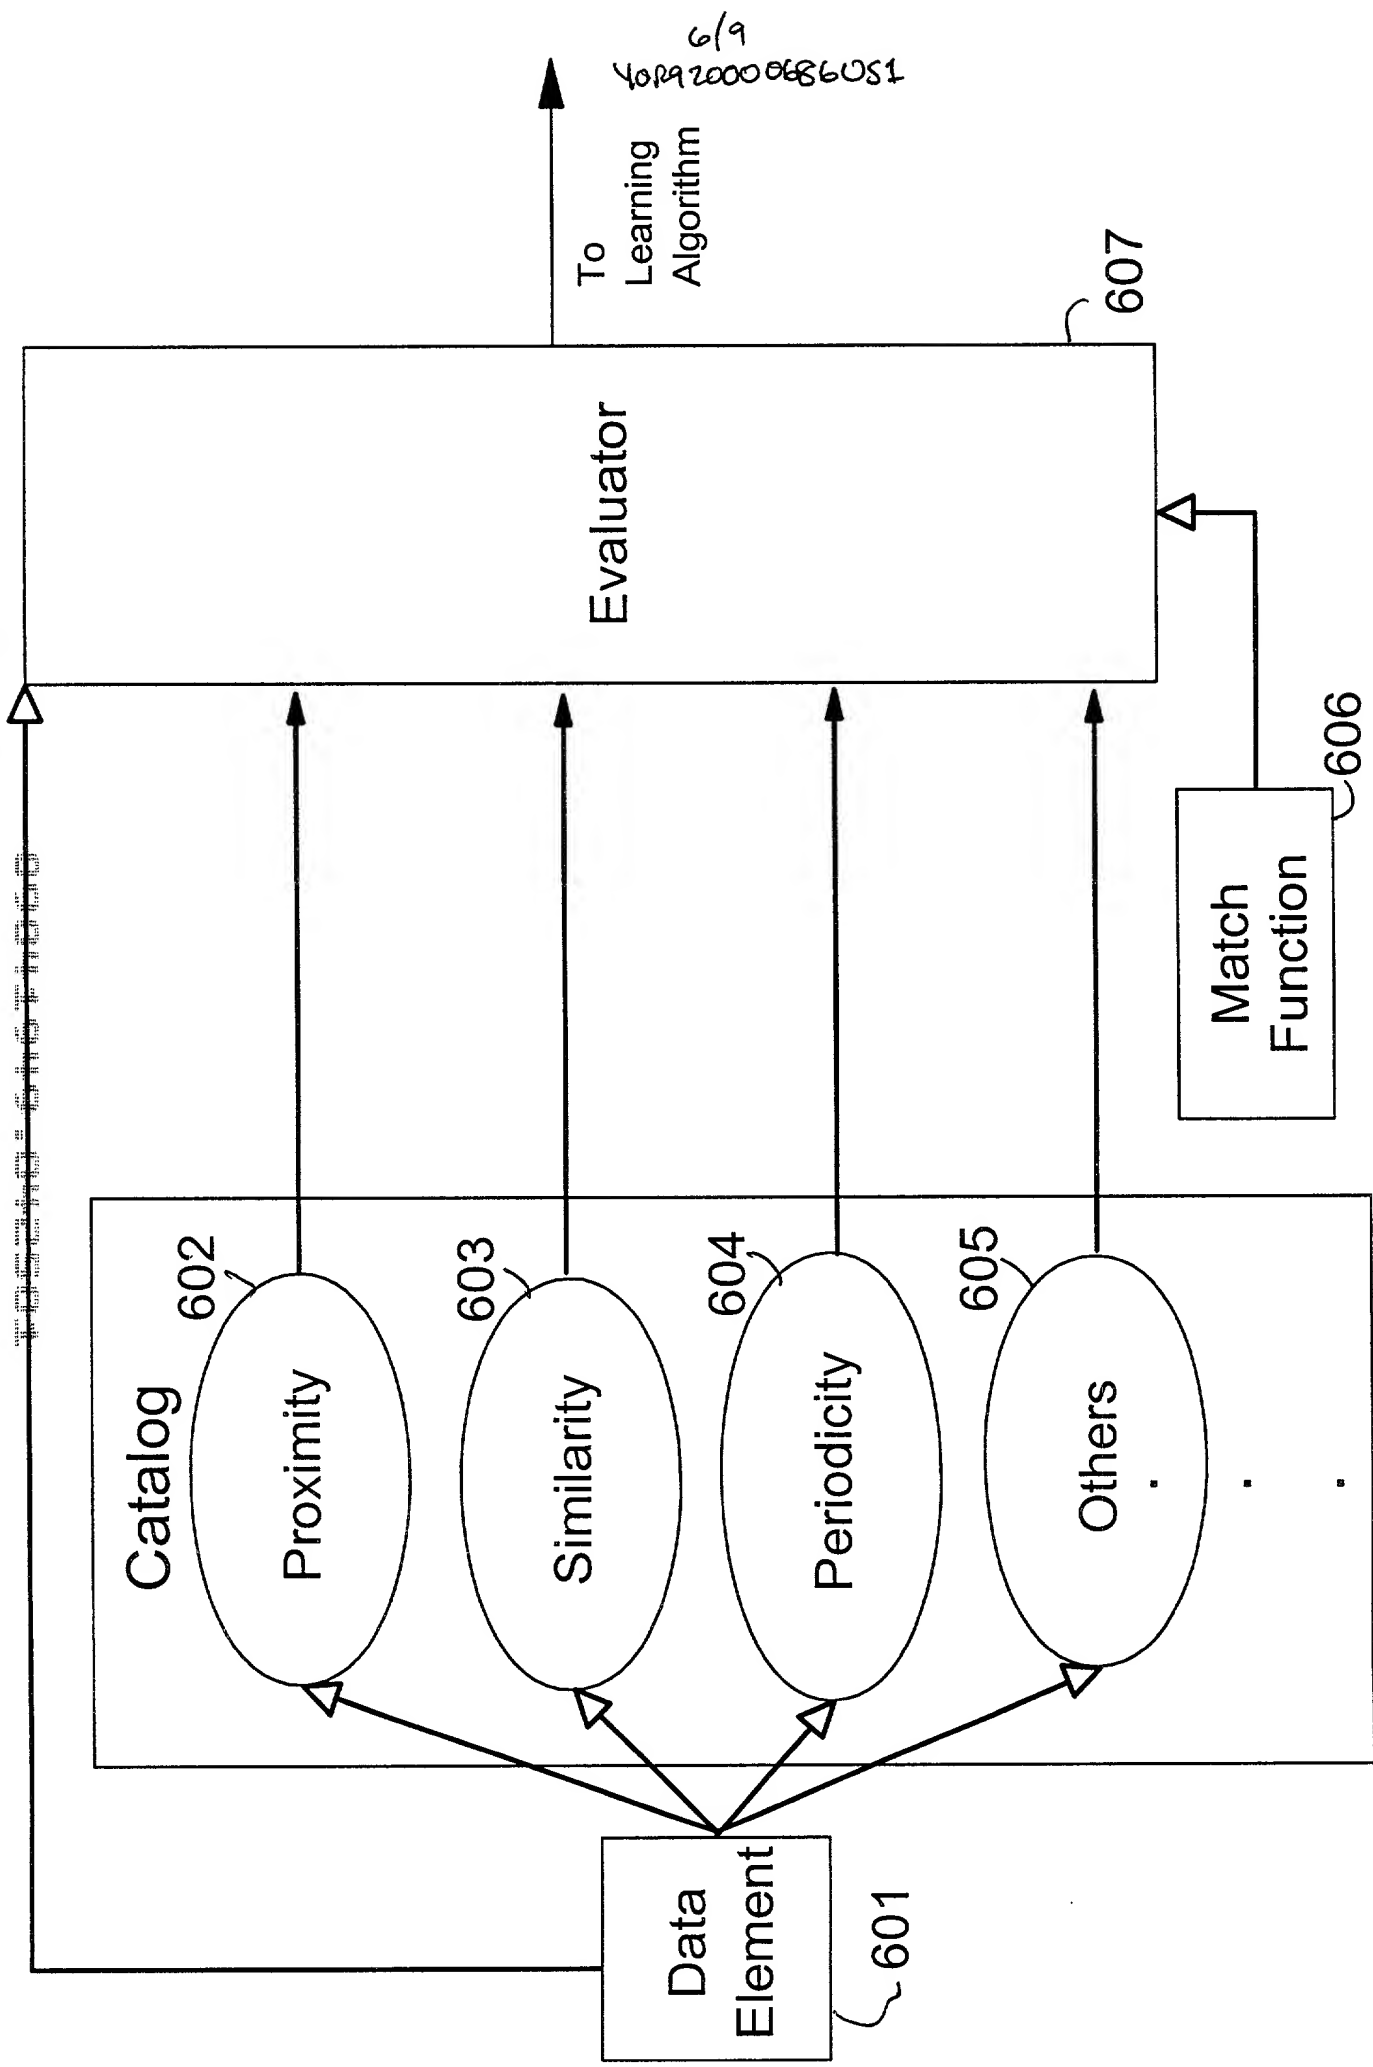 6/9
YOR920000686US1
Catalog
602
Proximity
603
Similarity
604
Periodicity
605
Others
.
.
.
Data
Element
601
Match
Function
606
Evaluator
607
To
Learning
Algorithm